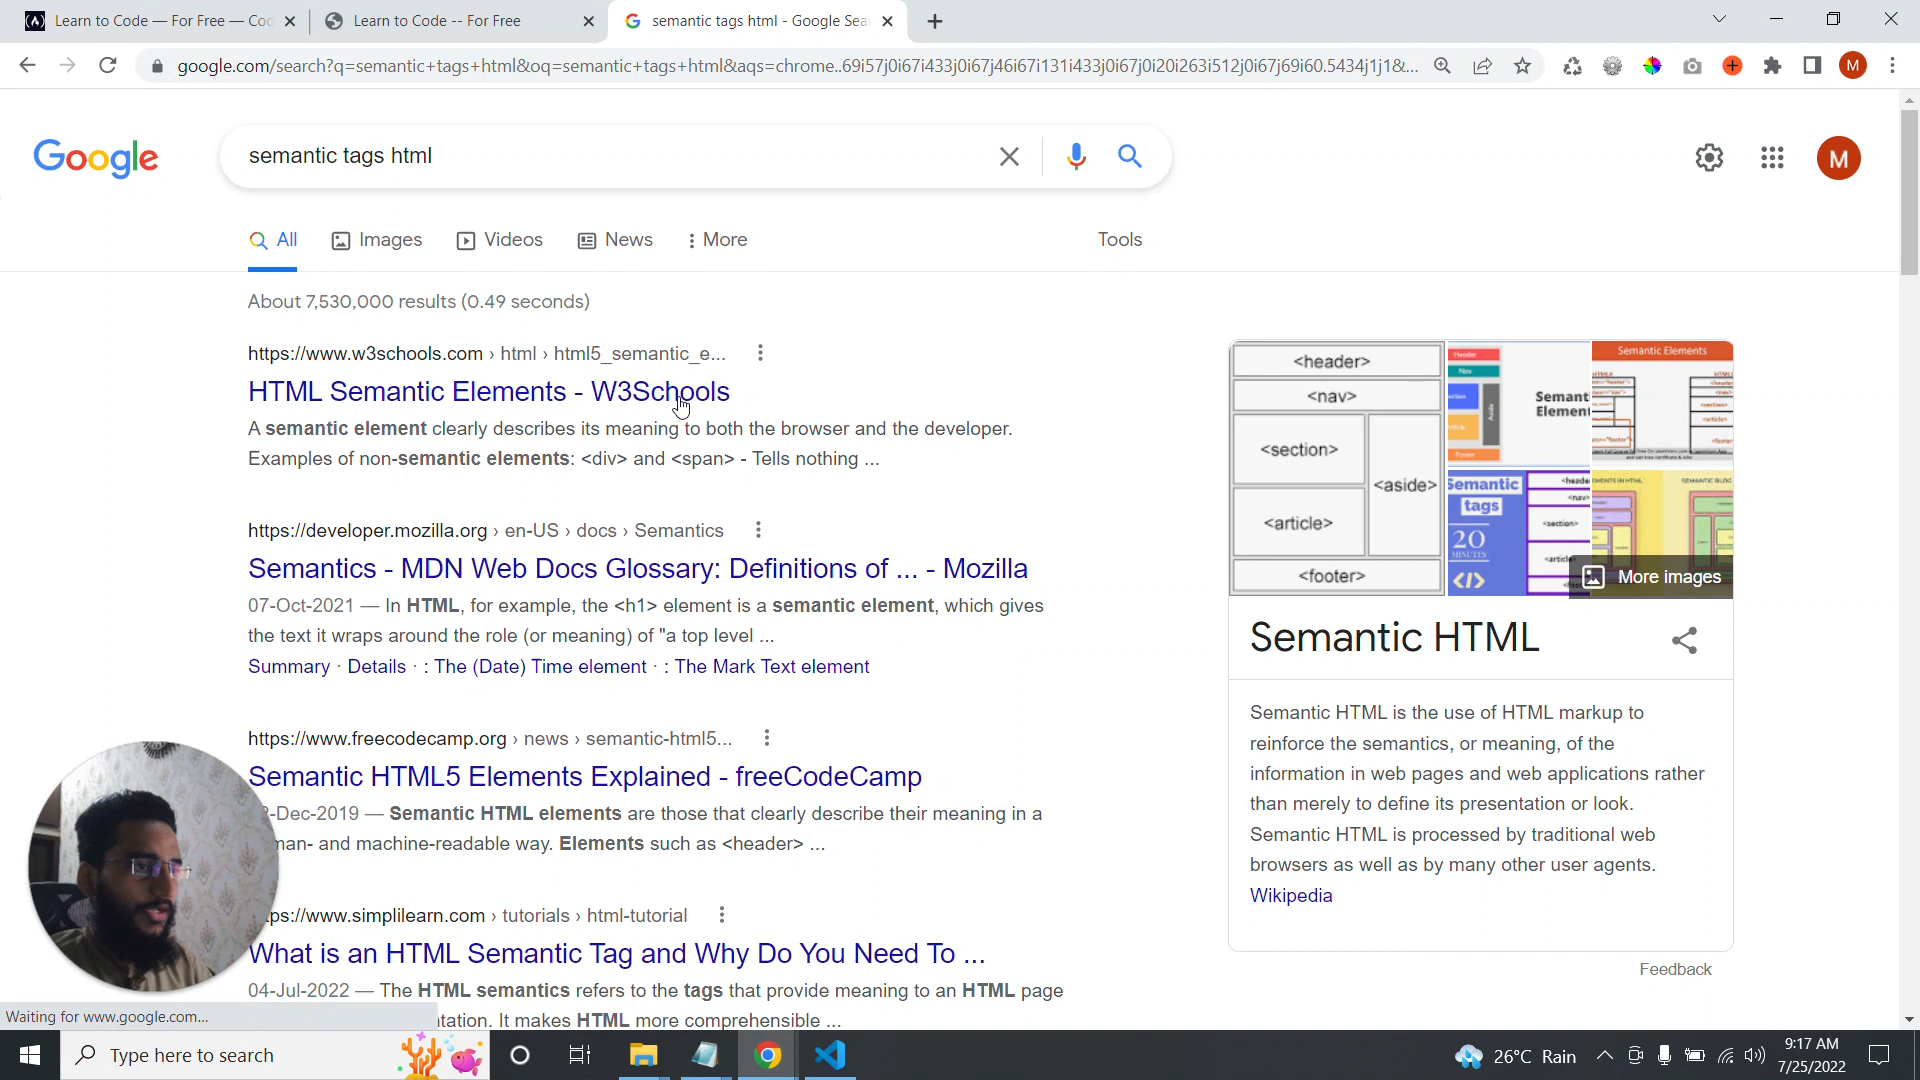 Learn to Code — For Free — Co
Learn to Code -- For Free
semantic tags html - Google Sea
google.com/search?q=semantic+tags+html&oq=semantic+tags+html&aqs=chrome..69i57j0i67i433j0i67j46i67i131i433j0i67j0i20i263i512j0i67j69i60.5434j1j1&...
M
Google
semantic tags html
M
All
Images
Videos
News
More
Tools
About 7,530,000 results (0.49 seconds)
https://www.w3schools.com › html › html5_semantic_e...
HTML Semantic Elements - W3Schools
A semantic element clearly describes its meaning to both the browser and the developer.
Examples of non-semantic elements: <div> and <span> - Tells nothing ...
https://developer.mozilla.org › en-US › docs › Semantics
Semantics - MDN Web Docs Glossary: Definitions of ... - Mozilla
07-Oct-2021 — In HTML, for example, the <h1> element is a semantic element, which gives
the text it wraps around the role (or meaning) of "a top level ...
Summary · Details · : The (Date) Time element · : The Mark Text element
https://www.freecodecamp.org › news › semantic-html5...
Semantic HTML5 Elements Explained - freeCodeCamp
-Dec-2019 — Semantic HTML elements are those that clearly describe their meaning in a
man- and machine-readable way. Elements such as <header> ...
ps://www.simplilearn.com › tutorials › html-tutorial
What is an HTML Semantic Tag and Why Do You Need To ...
04-Jul-2022 — The HTML semantics refers to the tags that provide meaning to an HTML page
ntation. It makes HTML more comprehensible ...
<header>
<nav>
<section>
<aside>
<article>
<footer>
Header
Nav
Aside
Footer
Semant
Element
Semantic Elements
Semantic
tags
20
MINUTES
</>
<nav>
<section>
More images
Semantic HTML
Semantic HTML is the use of HTML markup to
reinforce the semantics, or meaning, of the
information in web pages and web applications rather
than merely to define its presentation or look.
Semantic HTML is processed by traditional web
browsers as well as by many other user agents.
Wikipedia
Feedback
Waiting for www.google.com...
Type here to search
26°C Rain
9:17 AM
7/25/2022